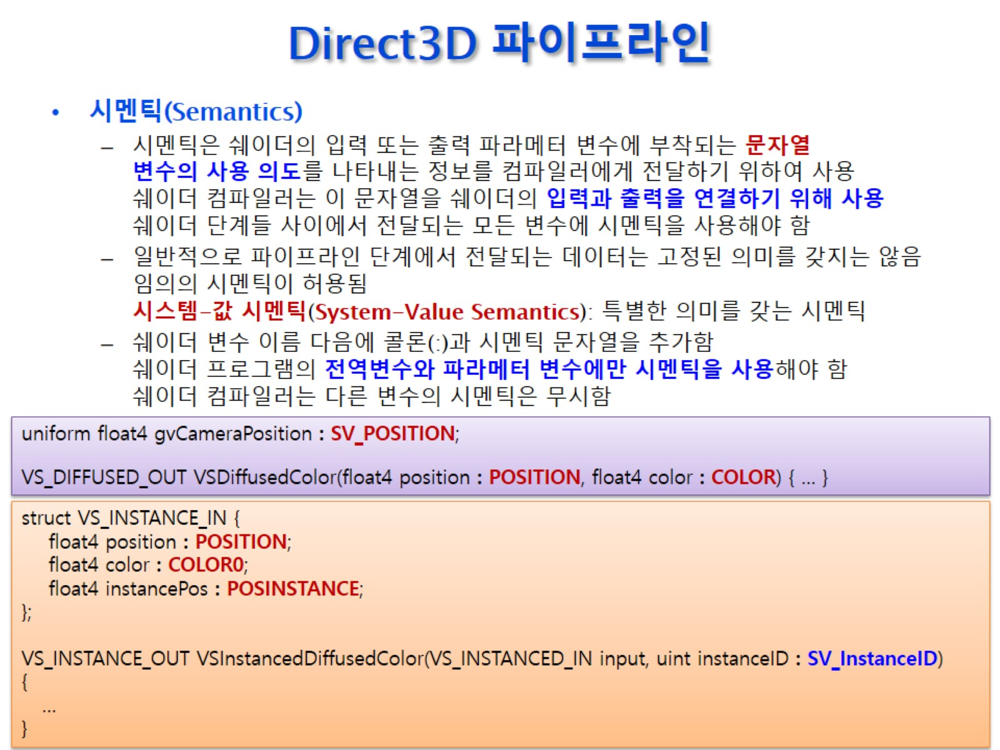 Direct3D 파이프라인
• 시멘틱(Semantics)
– 시멘틱은 쉐이더의 입력 또는 출력 파라메터 변수에 부착되는 문자열
변수의 사용 의도를 나타내는 정보를 컴파일러에게 전달하기 위하여 사용
쉐이더 컴파일러는 이 문자열을 쉐이더의 입력과 출력을 연결하기 위해 사용
쉐이더 단계들 사이에서 전달되는 모든 변수에 시멘틱을 사용해야 함
– 일반적으로 파이프라인 단계에서 전달되는 데이터는 고정된 의미를 갖지는 않음
임의의 시멘틱이 허용됨
시스템-값 시멘틱(System-Value Semantics): 특별한 의미를 갖는 시멘틱
– 쉐이더 변수 이름 다음에 콜론(:)과 시멘틱 문자열을 추가함
쉐이더 프로그램의 전역변수와 파라메터 변수에만 시멘틱을 사용해야 함
쉐이더 컴파일러는 다른 변수의 시멘틱은 무시함
uniform float4 gvCameraPosition : SV_POSITION;
VS_DIFFUSED_OUT VSDiffusedColor(float4 position : POSITION, float4 color : COLOR) { ... }
struct VS_INSTANCE_IN {
float4 position : POSITION;
float4 color : COLOR0;
float4 instancePos : POSINSTANCE;
};
VS_INSTANCE_OUT VSInstancedDiffusedColor(VS_INSTANCED_IN input, uint instanceID : SV_InstanceID)
{
...
}